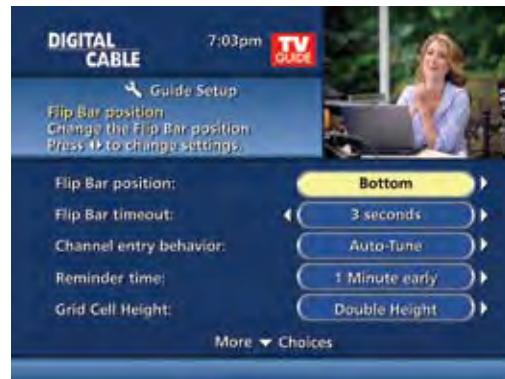 DIGITAL
CABLE
7:03pm
TV
GUIDE
Guide Setup
Flip Bar position
Change the Flip Bar position.
Press ◀▶ to change settings.
Flip Bar position: Bottom
Flip Bar timeout: 3 seconds
Channel entry behavior: Auto-Tune
Reminder time: 1 Minute early
Grid Cell Height: Double Height
More ▼ Choices